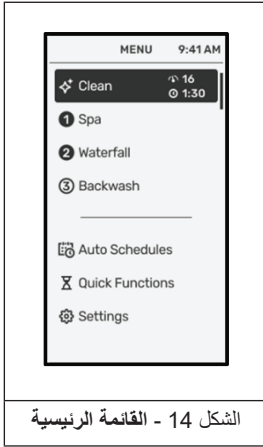 MENU 9:41 AM
Clean 16
1:30
1 Spa
2 Waterfall
3 Backwash
Auto Schedules
Quick Functions
Settings
الشكل 14 - القائمة الرئيسية